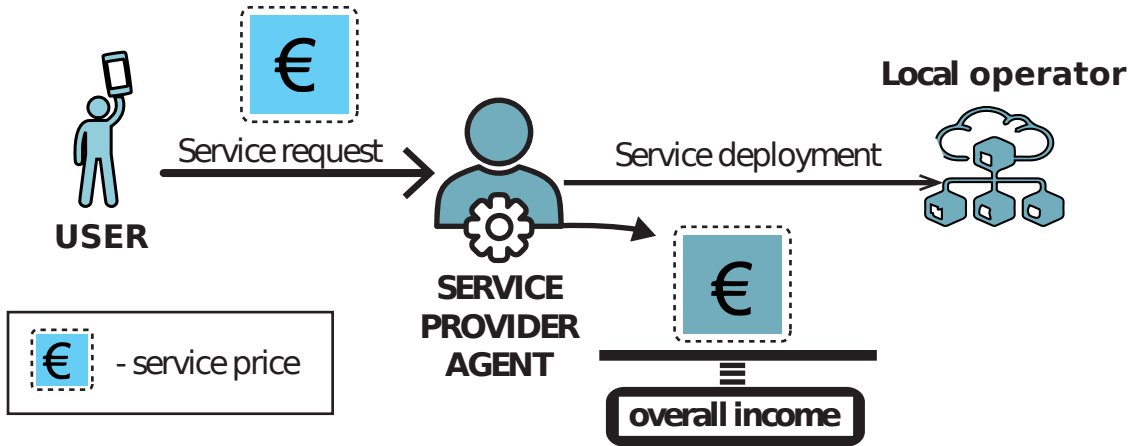 €
Local operator
Service request
Service deployment
USER
€
SERVICE
PROVIDER
AGENT
€ - service price
overall income